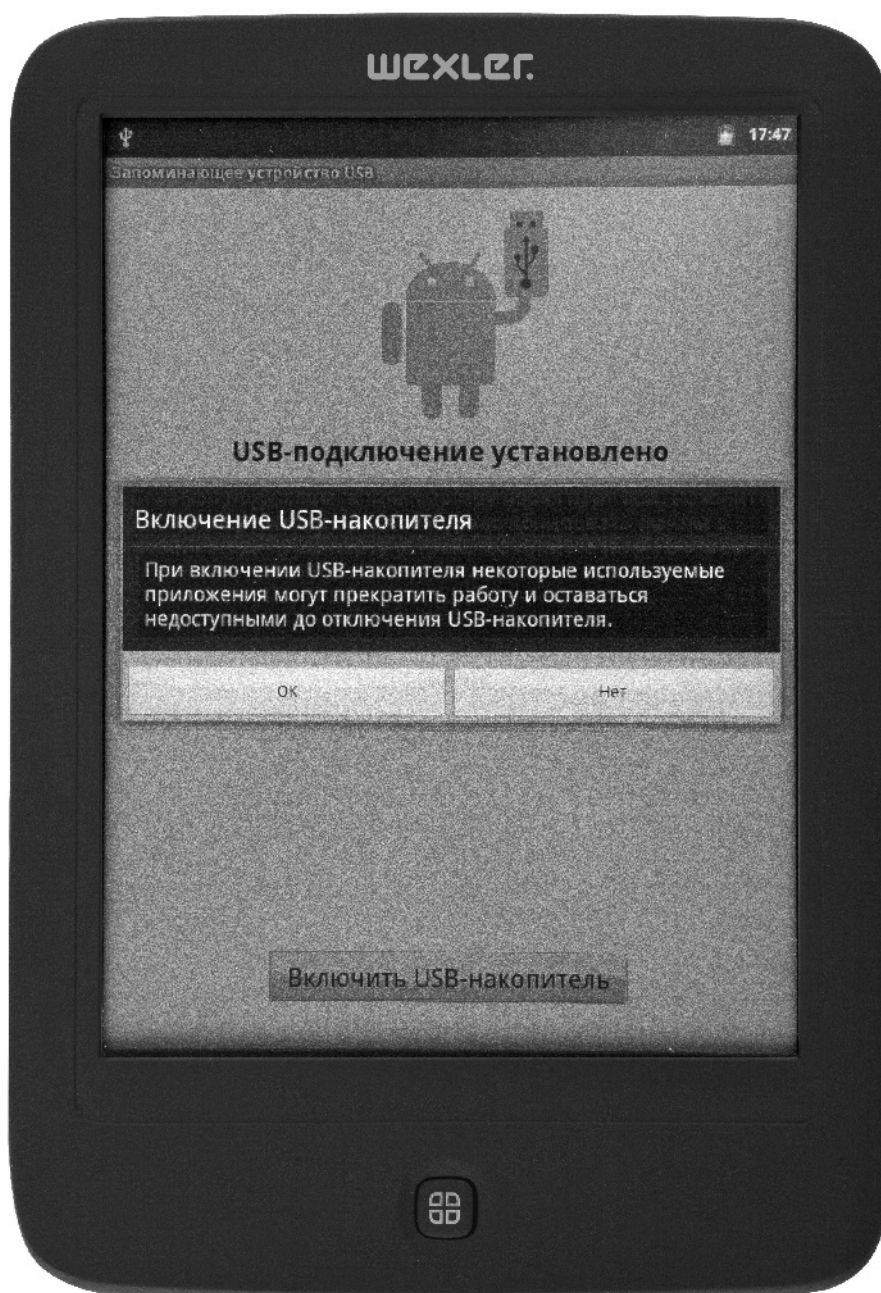 wexler.
17:47
Запоминающее устройство USB
USB-подключение установлено
Включение USB-накопителя
При включении USB-накопителя некоторые используемые
приложения могут прекратить работу и оставаться
недоступными до отключения USB-накопителя.
ОК
Нет
Включить USB-накопитель